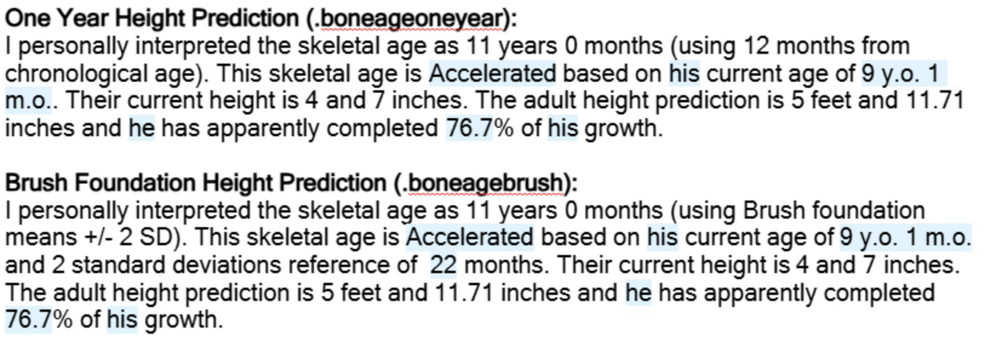 One Year Height Prediction (.boneageoneyear):
I personally interpreted the skeletal age as 11 years 0 months (using 12 months from
chronological age). This skeletal age is Accelerated based on his current age of 9 y.o. 1
m.o.. Their current height is 4 and 7 inches. The adult height prediction is 5 feet and 11.71
inches and he has apparently completed 76.7% of his growth.
Brush Foundation Height Prediction (.boneagebrush):
I personally interpreted the skeletal age as 11 years 0 months (using Brush foundation
means +/- 2 SD). This skeletal age is Accelerated based on his current age of 9 y.o. 1 m.o.
and 2 standard deviations reference of  22 months. Their current height is 4 and 7 inches.
The adult height prediction is 5 feet and 11.71 inches and he has apparently completed
76.7% of his growth.